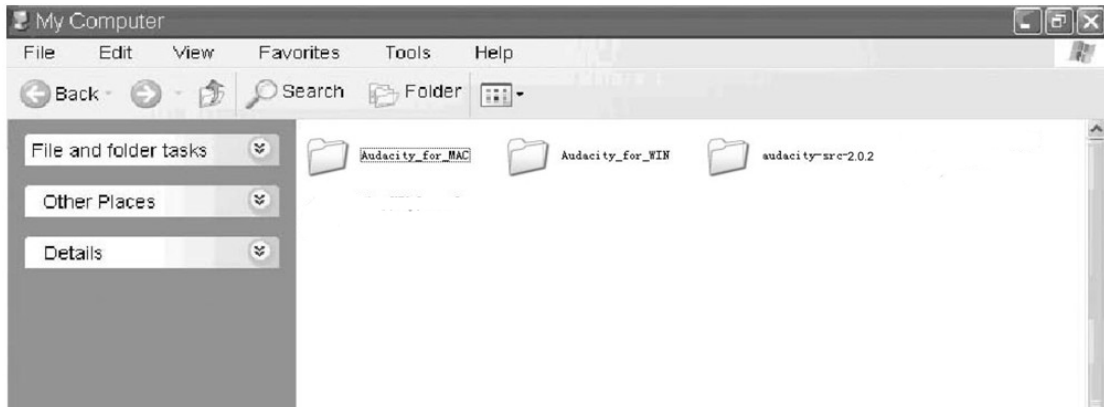 My Computer
File Edit View Favorites Tools Help
Back Search Folder
File and folder tasks
Other Places
Details
Audacity_for_MAC Audacity_for_WIN audacity-src-2.0.2